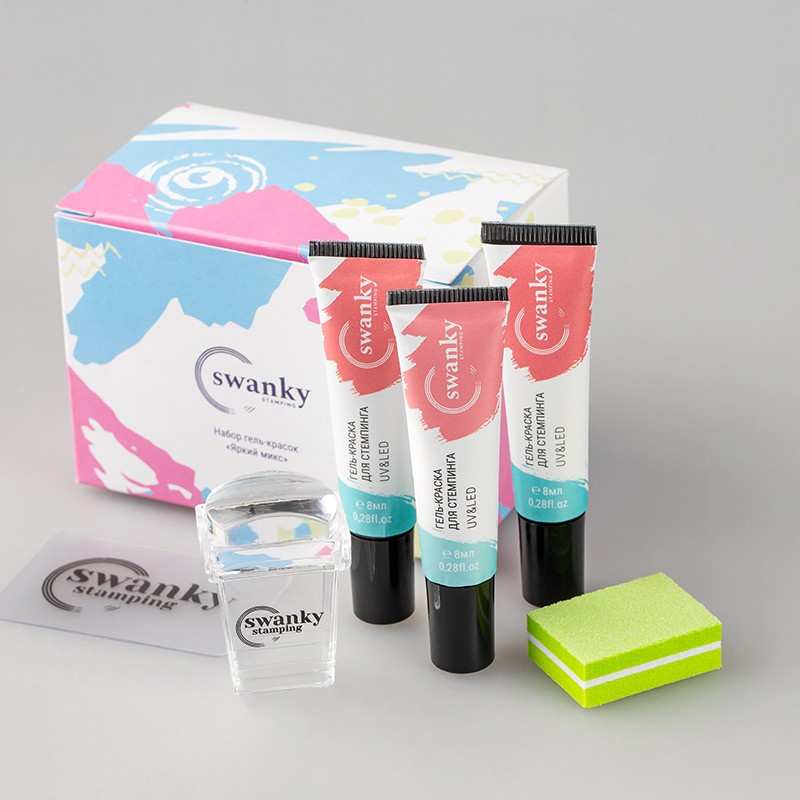 swanky
STAMPING
Набор гель-красок
«Яркий микс»
swanky
STAMPING
ГЕЛЬ-КРАСКА
ДЛЯ СТЕМПИНГА
UV&LED
℮ 8мл
0,28fl.oz
swanky
STAMPING
ГЕЛЬ-КРАСКА
ДЛЯ СТЕМПИНГА
UV&LED
℮ 8мл
0,28fl.oz
swanky
STAMPING
ГЕЛЬ-КРАСКА
ДЛЯ СТЕМПИНГА
UV&LED
℮ 8мл
0,28fl.oz
swanky
stamping
swanky
stamping